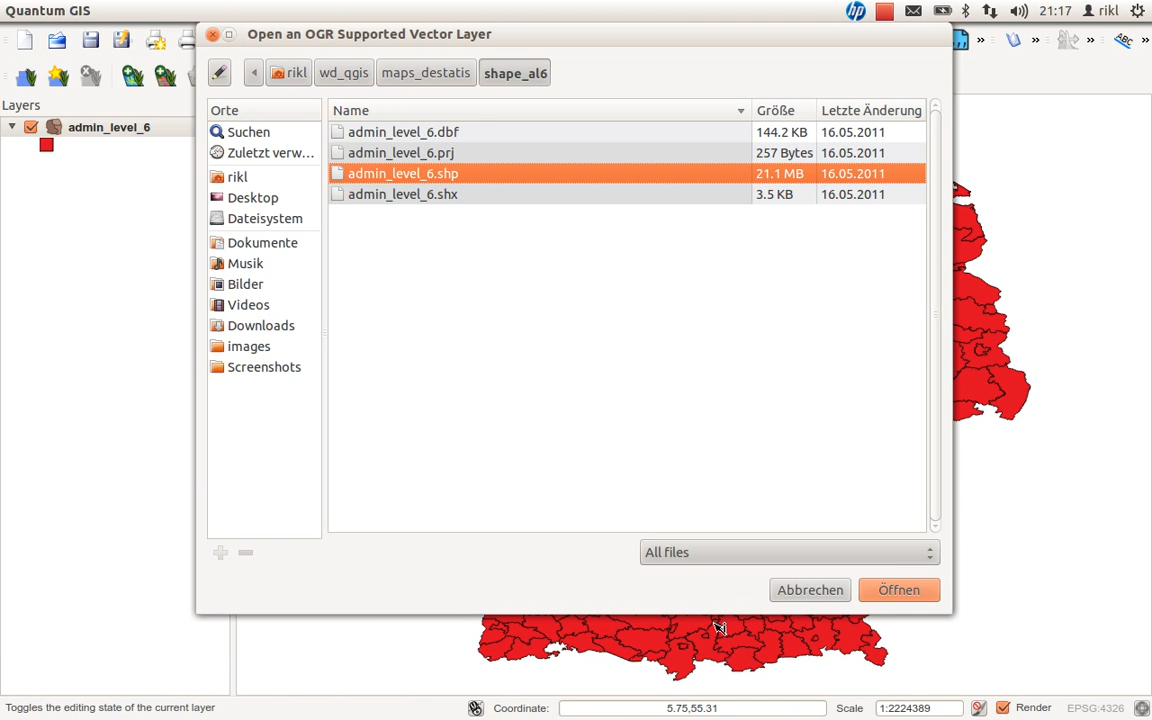 Quantum GIS
21:17
rikl
Open an OGR Supported Vector Layer
rikl
wd_qgis
maps_destatis
shape_al6
Layers
admin_level_6
Orte
Suchen
Zuletzt verw...
rikl
Desktop
Dateisystem
Dokumente
Musik
Bilder
Videos
Downloads
images
Screenshots
Name Größe Letzte Änderung
admin_level_6.dbf 144.2 KB 16.05.2011
admin_level_6.prj 257 Bytes 16.05.2011
admin_level_6.shp 21.1 MB 16.05.2011
admin_level_6.shx 3.5 KB 16.05.2011
All files
Abbrechen Öffnen
Toggles the editing state of the current layer Coordinate: 5.75,55.31 Scale 1:2224389 Render EPSG:4326